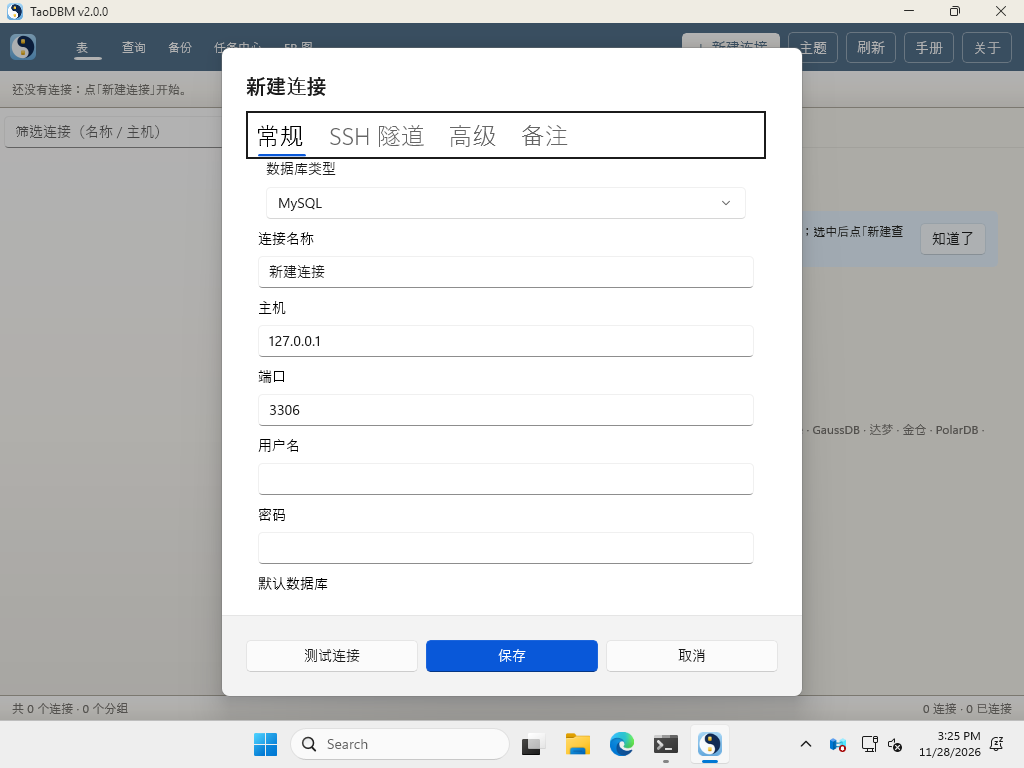 TaoDBM v2.0.0
表 查询 备份 任务中心 ER 图 新建连接 主题 刷新 手册 关于
还没有连接：点「新建连接」开始。
筛选连接（名称 / 主机）
新建连接
常规 SSH 隧道 高级 备注
数据库类型
MySQL
连接名称
新建连接
主机
127.0.0.1
端口
3306
用户名
密码
默认数据库
测试连接 保存 取消
；选中后点「新建查
知道了
· GaussDB · 达梦 · 金仓 · PolarDB ·
共 0 个连接 · 0 个分组
0 连接 · 0 已连接
Search
3:25 PM
11/28/2026